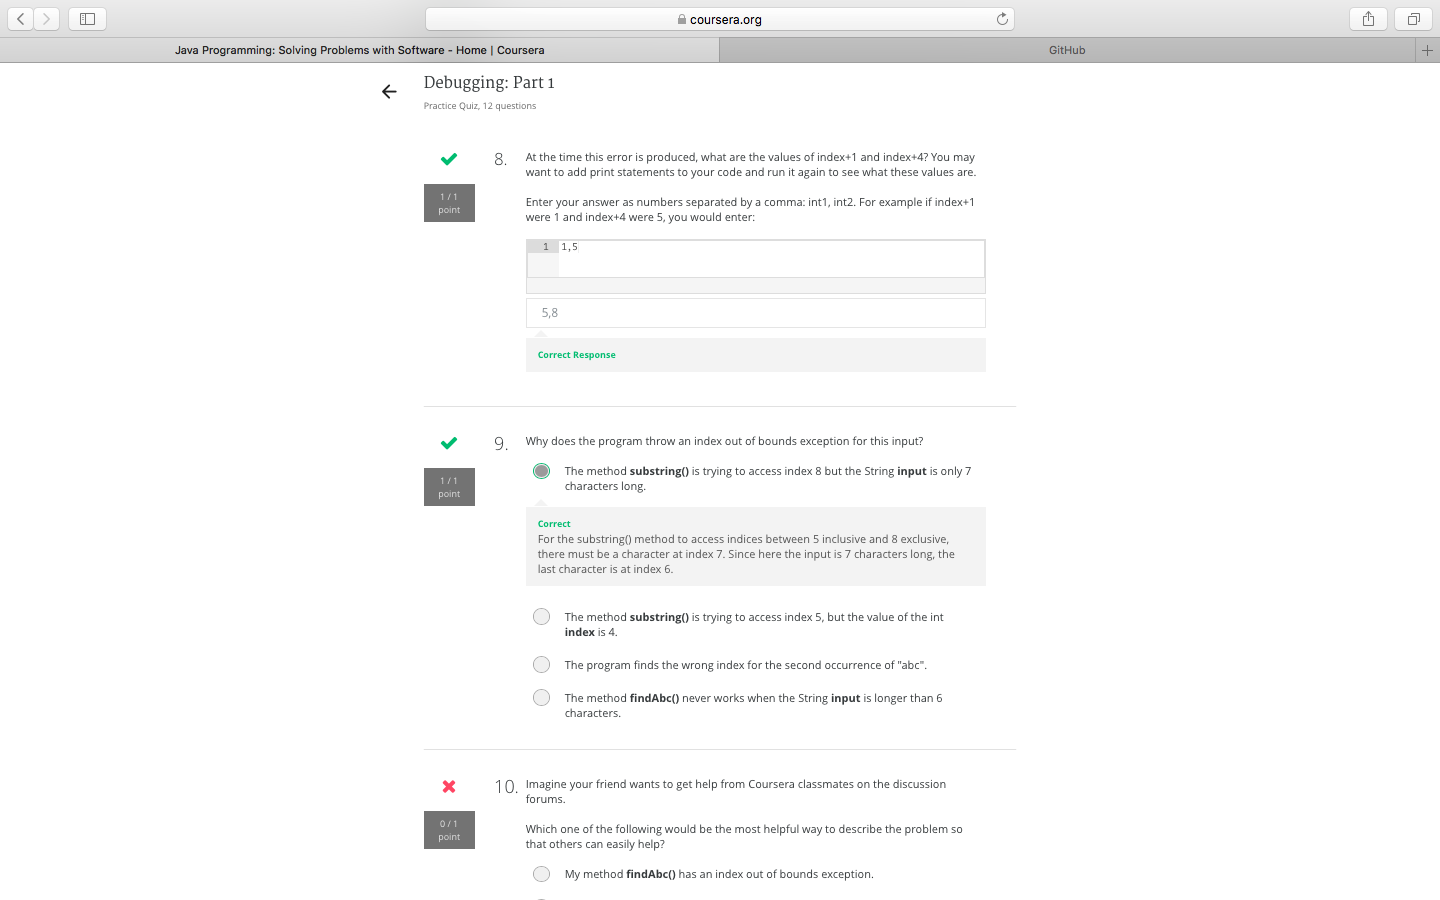 coursera.org
Java Programming: Solving Problems with Software - Home | Coursera
GitHub
Debugging: Part 1
Practice Quiz, 12 questions
1 / 1
point
8.
At the time this error is produced, what are the values of index+1 and index+4? You may
want to add print statements to your code and run it again to see what these values are.
Enter your answer as numbers separated by a comma: int1, int2. For example if index+1
were 1 and index+4 were 5, you would enter:
1 1,5
5,8
Correct Response
1 / 1
point
9.
Why does the program throw an index out of bounds exception for this input?
The method substring() is trying to access index 8 but the String input is only 7
characters long.
Correct
For the substring() method to access indices between 5 inclusive and 8 exclusive,
there must be a character at index 7. Since here the input is 7 characters long, the
last character is at index 6.
The method substring() is trying to access index 5, but the value of the int
index is 4.
The program finds the wrong index for the second occurrence of "abc".
The method findAbc() never works when the String input is longer than 6
characters.
0 / 1
point
10.
Imagine your friend wants to get help from Coursera classmates on the discussion
forums.
Which one of the following would be the most helpful way to describe the problem so
that others can easily help?
My method findAbc() has an index out of bounds exception.